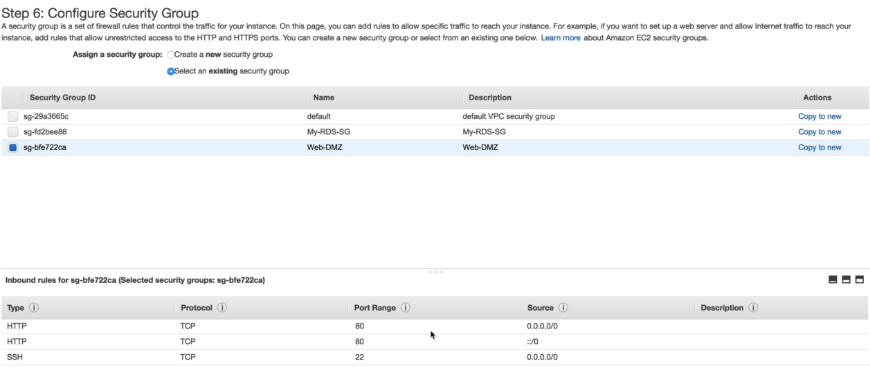 Step 6: Configure Security Group
A security group is a set of firewall rules that control the traffic for your instance. On this page, you can add rules to allow specific traffic to reach your instance. For example, if you want to set up a web server and allow Internet traffic to reach your
instance, add rules that allow unrestricted access to the HTTP and HTTPS ports. You can create a new security group or select from an existing one below. Learn more about Amazon EC2 security groups.
Assign a security group: Create a new security group
Select an existing security group
Security Group ID Name Description Actions
sg-29a3665c default default VPC security group Copy to new
sg-fd2bee88 My-RDS-SG My-RDS-SG Copy to new
sg-bfe722ca Web-DMZ Web-DMZ Copy to new
Inbound rules for sg-bfe722ca (Selected security groups: sg-bfe722ca)
Type Protocol Port Range Source Description
HTTP TCP 80 0.0.0.0/0
HTTP TCP 80 ::/0
SSH TCP 22 0.0.0.0/0